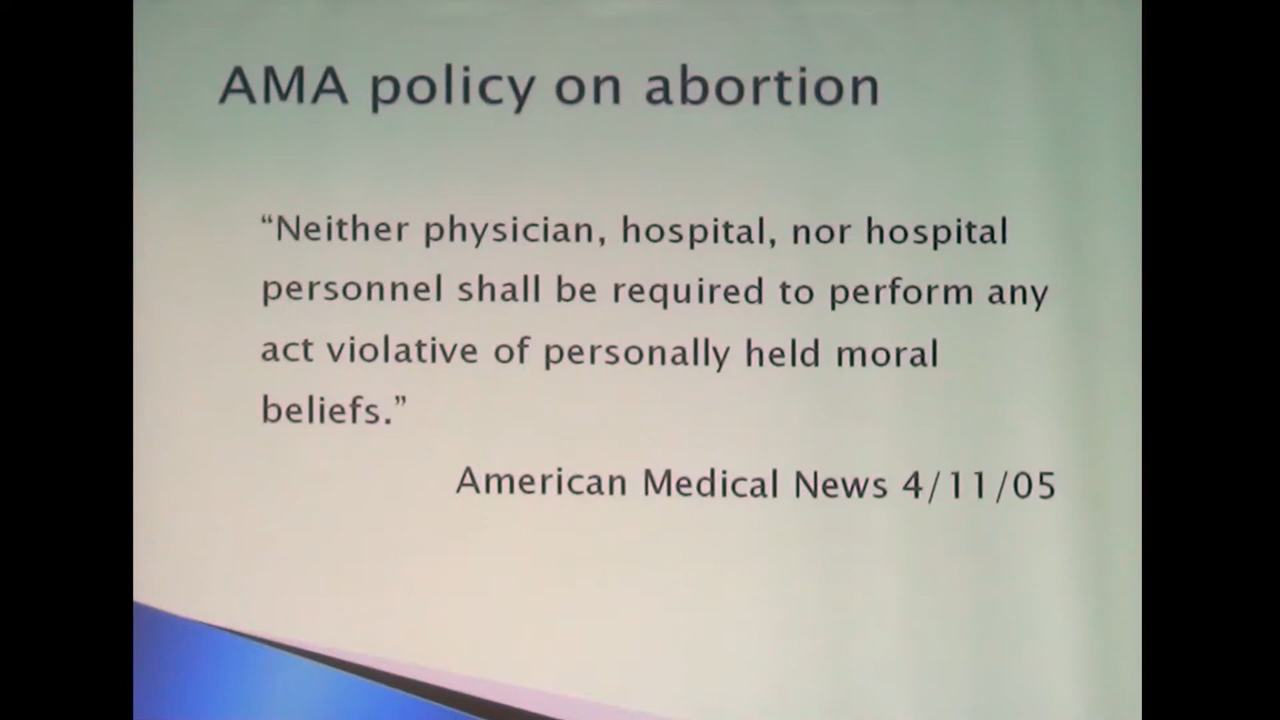 AMA policy on abortion
“Neither physician, hospital, nor hospital
personnel shall be required to perform any
act violative of personally held moral
beliefs.”
American Medical News 4/11/05